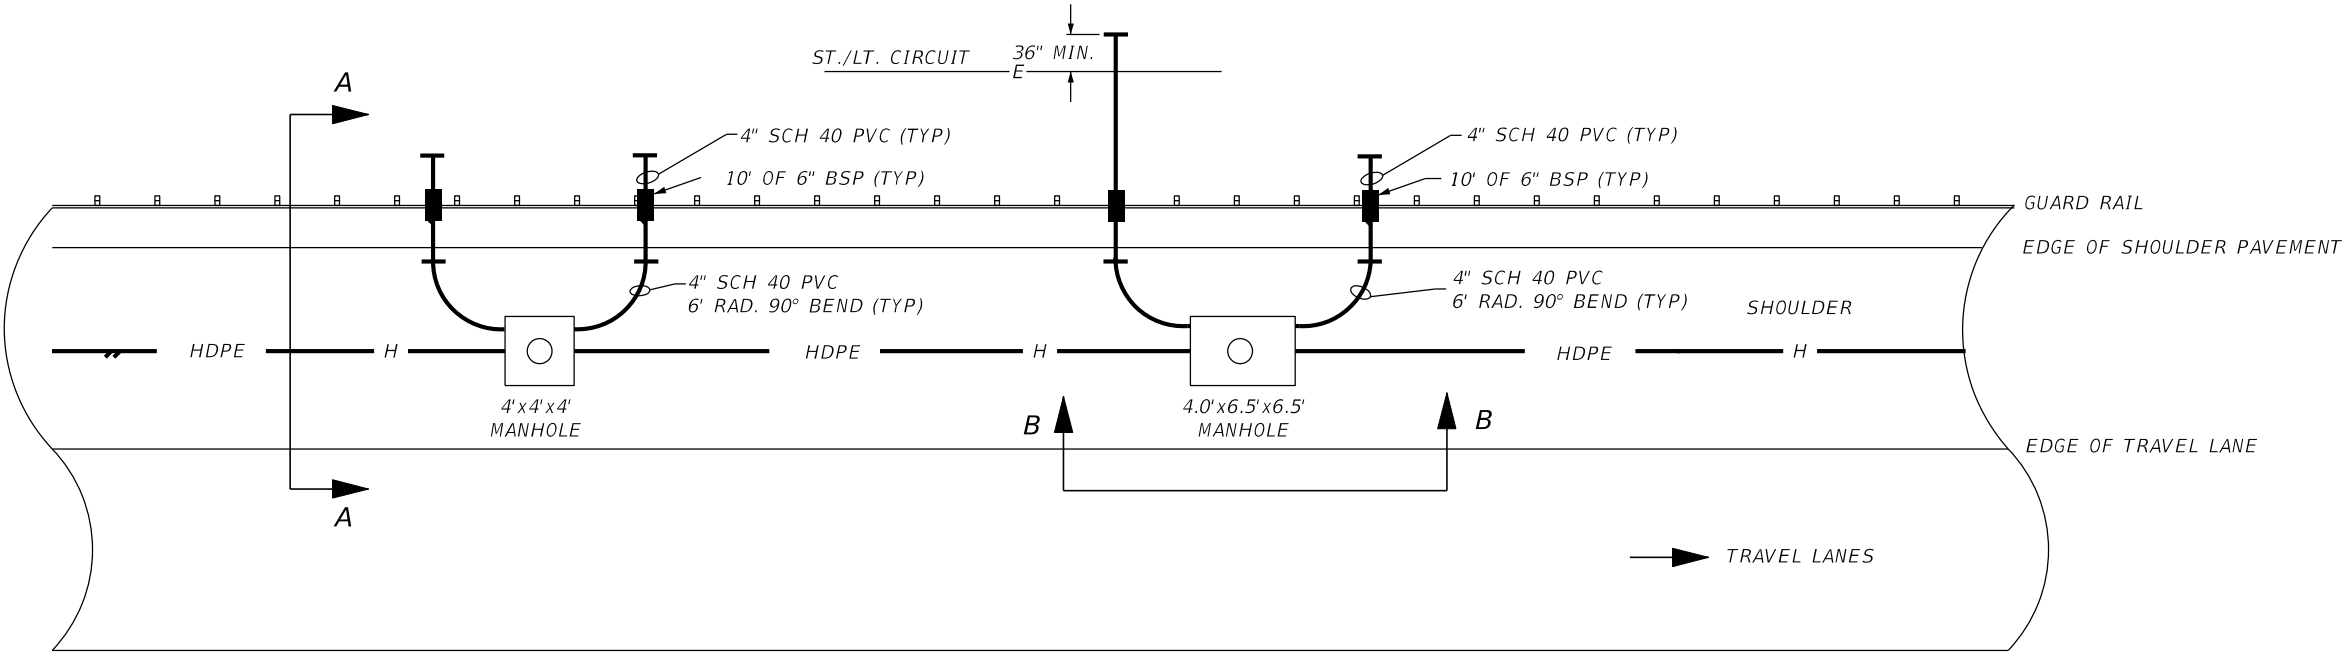 ST./LT. CIRCUIT
36" MIN.
E
A
4" SCH 40 PVC (TYP)
10' OF 6" BSP (TYP)
4" SCH 40 PVC (TYP)
10' OF 6" BSP (TYP)
GUARD RAIL
EDGE OF SHOULDER PAVEMENT
4" SCH 40 PVC
6' RAD. 90° BEND (TYP)
4" SCH 40 PVC
6' RAD. 90° BEND (TYP)
SHOULDER
HDPE
H
HDPE
H
HDPE
H
4'x4'x4'
MANHOLE
4.0'x6.5'x6.5'
MANHOLE
B
B
EDGE OF TRAVEL LANE
A
TRAVEL LANES